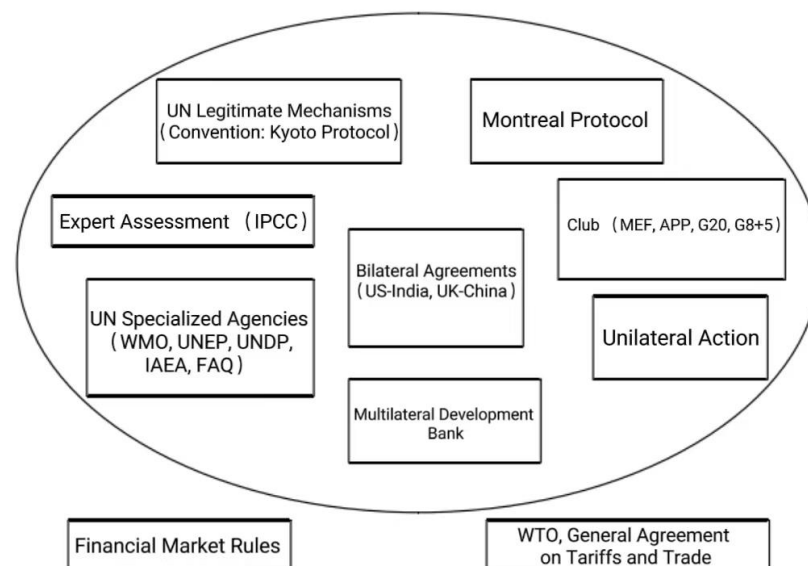 UN Legitimate Mechanisms
(Convention: Kyoto Protocol)
Montreal Protocol
Expert Assessment (IPCC)
Club (MEF, APP, G20, G8+5)
Bilateral Agreements
(US-India, UK-China)
UN Specialized Agencies
(WMO, UNEP, UNDP,
IAEA, FAQ)
Unilateral Action
Multilateral Development
Bank
Financial Market Rules
WTO, General Agreement
on Tariffs and Trade